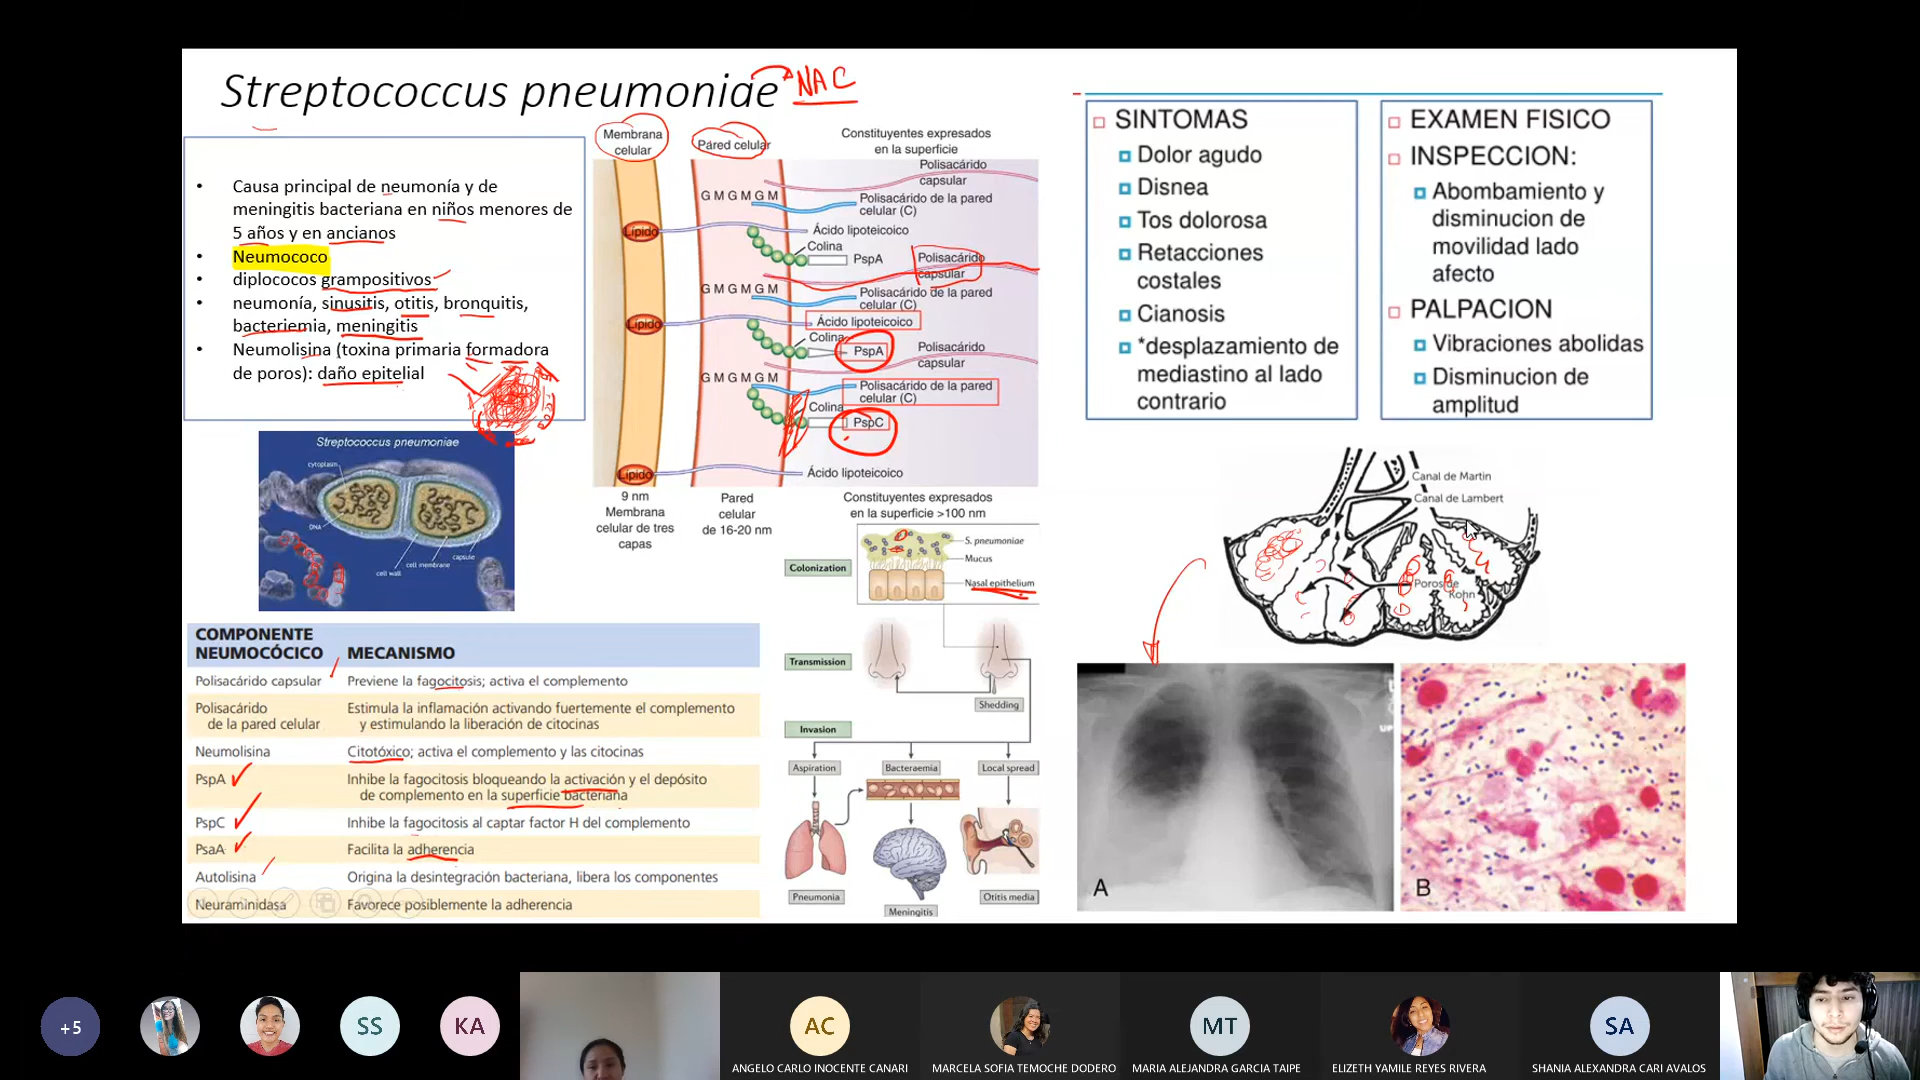 Streptococcus pneumoniae
NAC
• Causa principal de neumonía y de
meningitis bacteriana en niños menores de
5 años y en ancianos
• Neumococo
• diplococos grampositivos
• neumonía, sinusitis, otitis, bronquitis,
bacteriemia, meningitis
• Neumolisina (toxina primaria formadora
de poros): daño epitelial
Streptococcus pneumoniae
cytoplasm
DNA
cell wall
cell membrane
capsule
Membrana
celular
Pared celular
Constituyentes expresados
en la superficie
Polisacárido
capsular
G M G M G M
Polisacárido de la pared
celular (C)
Lípido
Ácido lipoteicoico
Colina
PspA
Polisacárido
capsular
G M G M G M
Polisacárido de la pared
celular (C)
Lípido
Ácido lipoteicoico
Colina
PspA
Polisacárido
capsular
G M G M G M
Polisacárido de la pared
celular (C)
Colina
PspC
Lípido
Ácido lipoteicoico
9 nm
Membrana
celular de tres
capas
Pared
celular
de 16-20 nm
Constituyentes expresados
en la superficie >100 nm
COMPONENTE
NEUMOCÓCICO MECANISMO
Polisacárido capsular Previene la fagocitosis; activa el complemento
Polisacárido
de la pared celular
Estimula la inflamación activando fuertemente el complemento
y estimulando la liberación de citocinas
Neumolisina Citotóxico; activa el complemento y las citocinas
PspA Inhibe la fagocitosis bloqueando la activación y el depósito
de complemento en la superficie bacteriana
PspC Inhibe la fagocitosis al captar factor H del complemento
PsaA Facilita la adherencia
Autolisina Origina la desintegración bacteriana, libera los componentes
Neuraminidasa Favorece posiblemente la adherencia
Colonization
S. pneumoniae
Mucus
Nasal epithelium
Transmission
Shedding
Invasion
Aspiration
Bacteraemia
Local spread
Pneumonia
Meningitis
Otitis media
SINTOMAS
Dolor agudo
Disnea
Tos dolorosa
Retacciones
costales
Cianosis
*desplazamiento de
mediastino al lado
contrario
EXAMEN FISICO
INSPECCION:
Abombamiento y
disminucion de
movilidad lado
afecto
PALPACION
Vibraciones abolidas
Disminucion de
amplitud
Canal de Martin
Canal de Lambert
Poros de
Kohn
A
B
+5
SS
KA
AC
ANGELO CARLO INOCENTE CANARI
MARCELA SOFIA TEMOCHE DODERO
MT
MARIA ALEJANDRA GARCIA TAIPE
ELIZETH YAMILE REYES RIVERA
SA
SHANIA ALEXANDRA CARI AVALOS